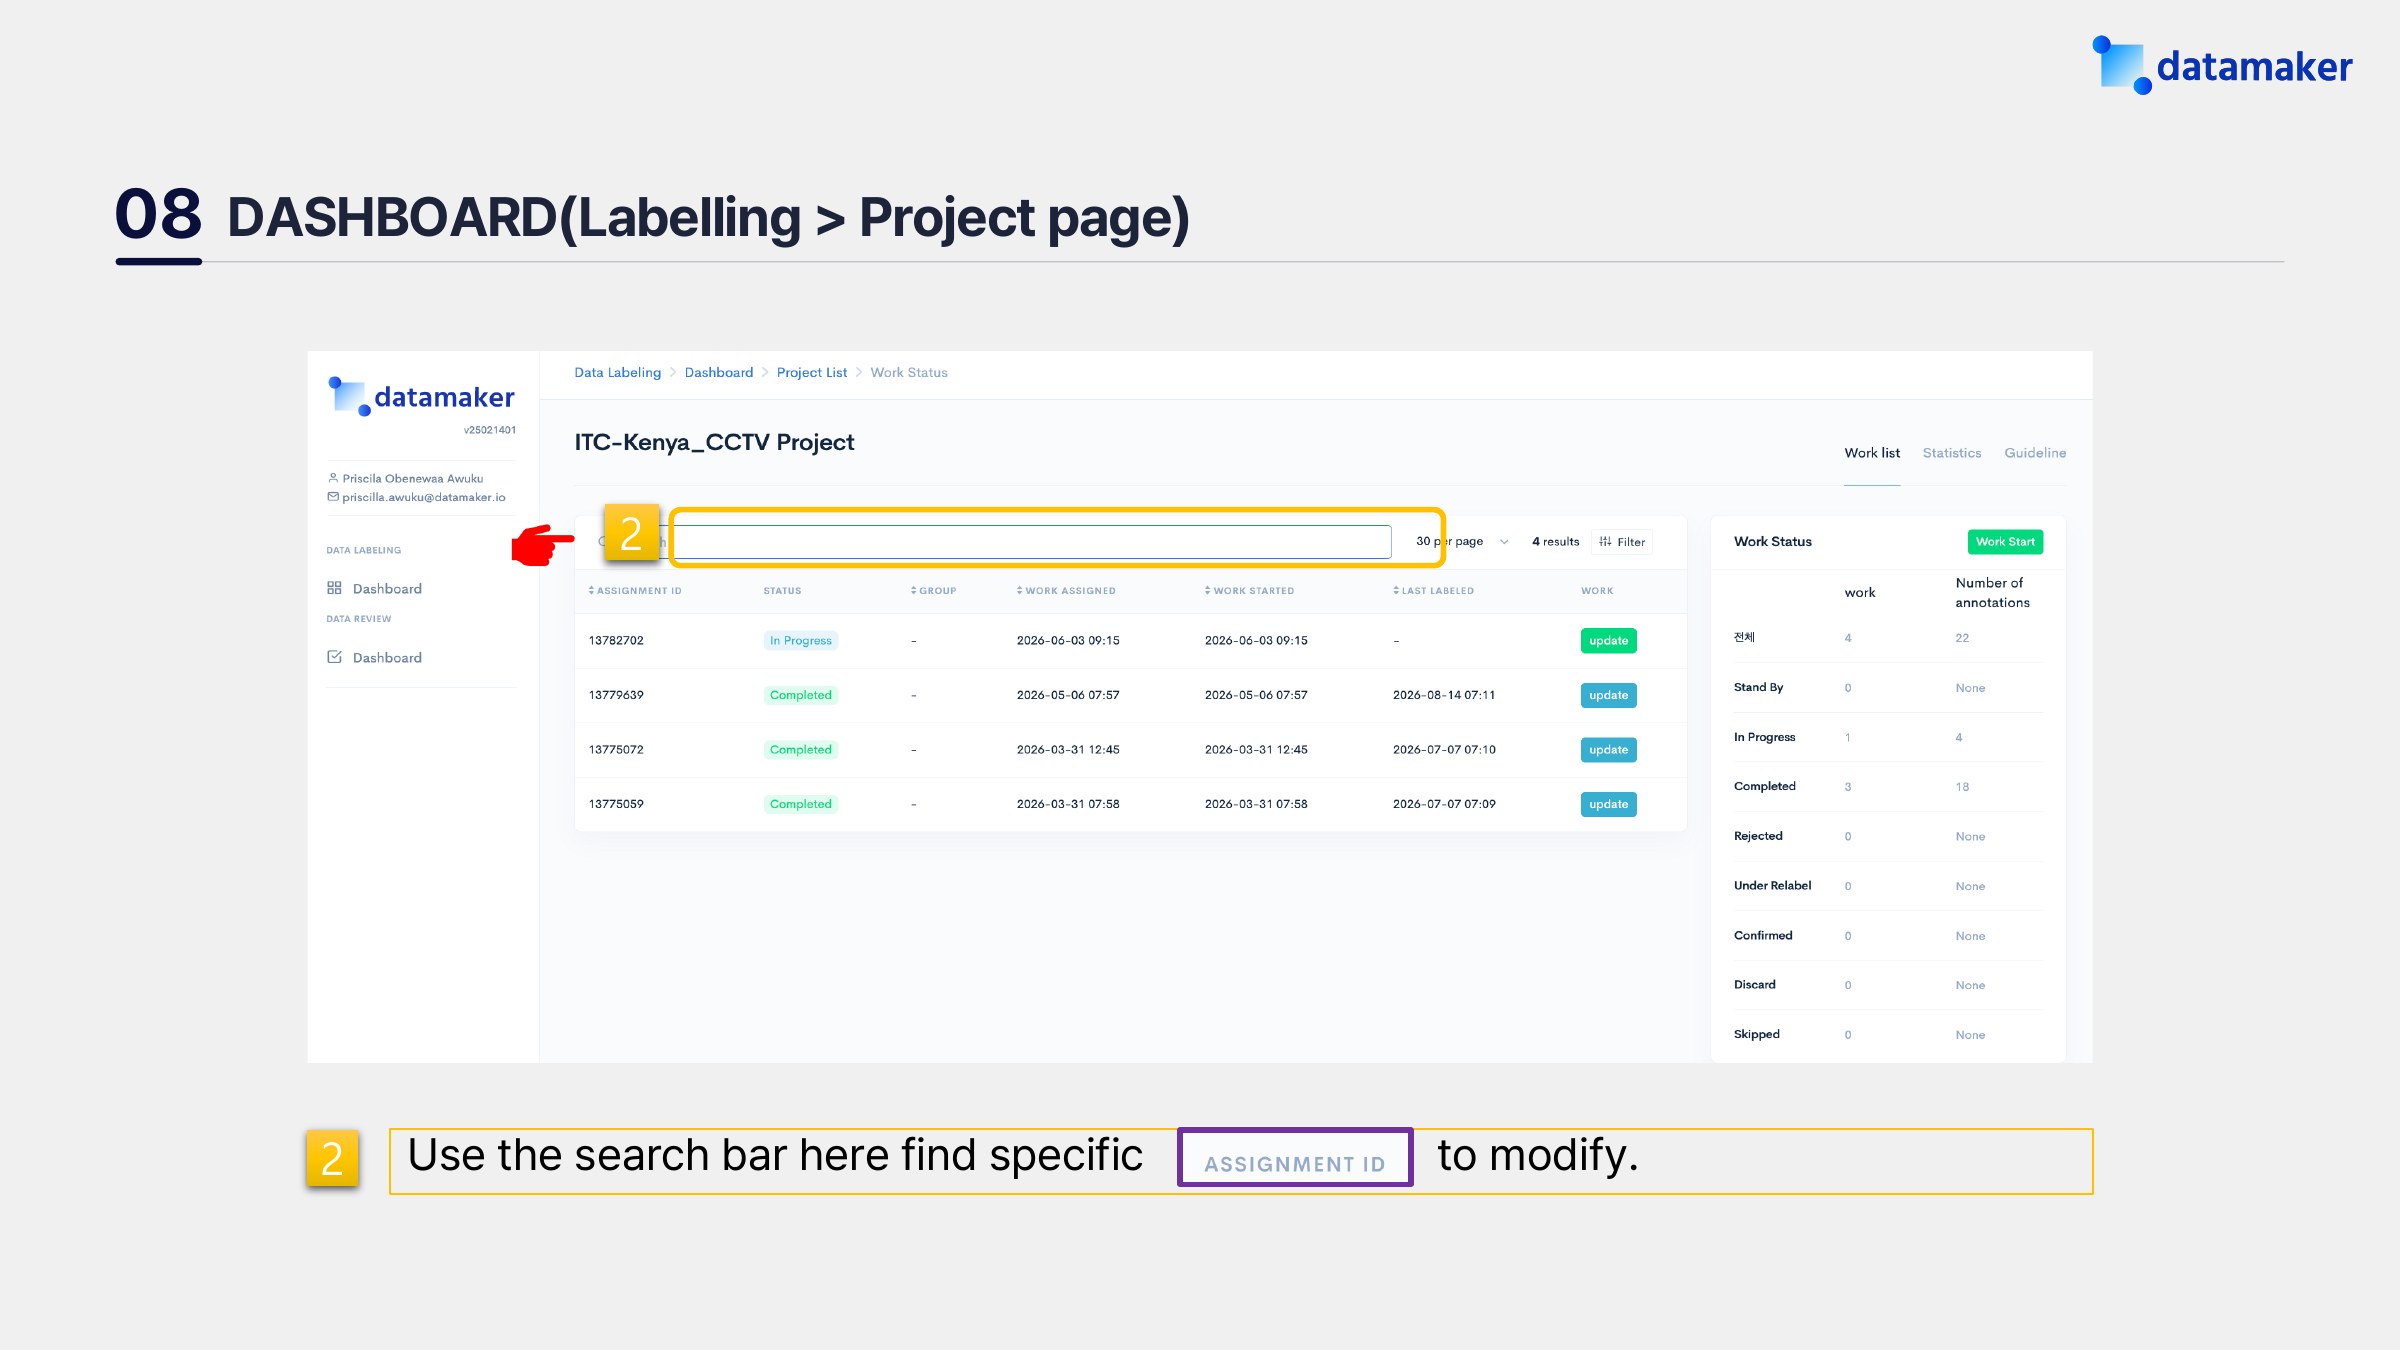 datamaker
08 DASHBOARD(Labelling > Project page)
datamaker
v25021401
Priscila Obenewaa Awuku
priscilla.awuku@datamaker.io
DATA LABELING
Dashboard
DATA REVIEW
Dashboard
Data Labeling > Dashboard > Project List > Work Status
ITC-Kenya_CCTV Project
Work list Statistics Guideline
2
30 per page 4 results Filter
ASSIGNMENT ID STATUS GROUP WORK ASSIGNED WORK STARTED LAST LABELED WORK
13782702 In Progress - 2026-06-03 09:15 2026-06-03 09:15 - update
13779639 Completed - 2026-05-06 07:57 2026-05-06 07:57 2026-08-14 07:11 update
13775072 Completed - 2026-03-31 12:45 2026-03-31 12:45 2026-07-07 07:10 update
13775059 Completed - 2026-03-31 07:58 2026-03-31 07:58 2026-07-07 07:09 update
Work Status Work Start
work Number of
annotations
전체 4 22
Stand By 0 None
In Progress 1 4
Completed 3 18
Rejected 0 None
Under Relabel 0 None
Confirmed 0 None
Discard 0 None
Skipped 0 None
2 Use the search bar here find specific ASSIGNMENT ID to modify.